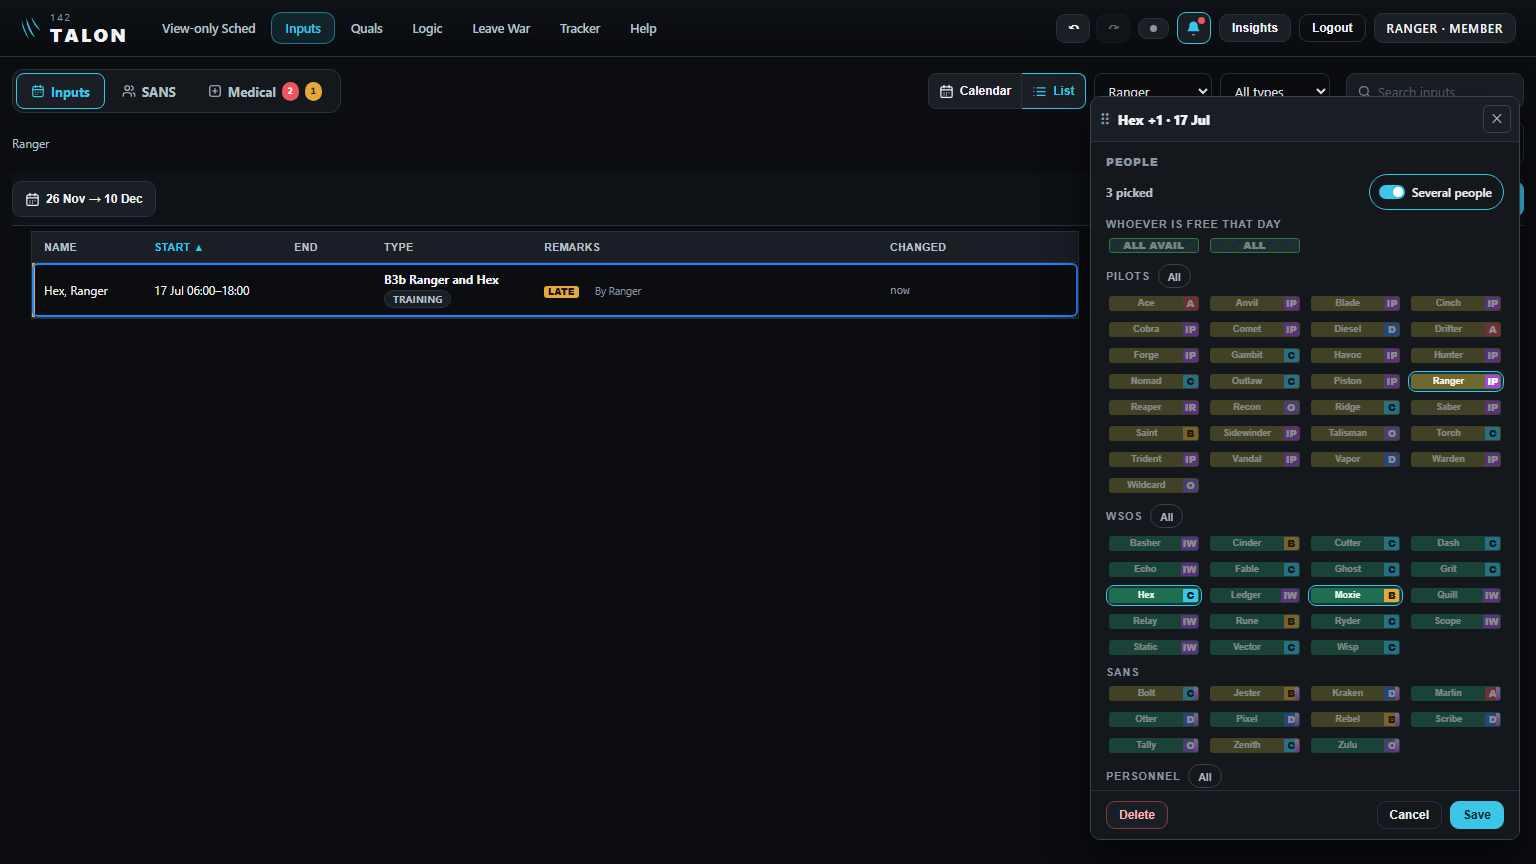 142
TALON
View-only Sched
Inputs
Quals
Logic
Leave War
Tracker
Help
Insights
Logout
RANGER · MEMBER
Inputs
SANS
Medical 2 1
Calendar
List
Ranger
All types
Search inputs
Ranger
26 Nov → 10 Dec
NAME START ▲ END TYPE REMARKS CHANGED
Hex, Ranger 17 Jul 06:00–18:00 B3b Ranger and Hex LATE By Ranger now
TRAINING
Hex +1 · 17 Jul
PEOPLE
3 picked
Several people
WHOEVER IS FREE THAT DAY
ALL AVAIL ALL
PILOTS All
Ace A Anvil IP Blade IP Cinch IP
Cobra IP Comet IP Diesel D Drifter A
Forge IP Gambit C Havoc IP Hunter IP
Nomad C Outlaw C Piston IP Ranger IP
Reaper IR Recon O Ridge C Saber IP
Saint B Sidewinder IP Talisman O Torch C
Trident IP Vandal IP Vapor D Warden IP
Wildcard O
WSOS All
Basher IW Cinder B Cutter C Dash C
Echo IW Fable C Ghost C Grit C
Hex C Ledger IW Moxie B Quill IW
Relay IW Rune B Ryder C Scope IW
Static IW Vector C Wisp C
SANS
Bolt C Jester B Kraken D Marlin A
Otter D Pixel D Rebel B Scribe D
Tally O Zenith C Zulu O
PERSONNEL All
Delete
Cancel
Save